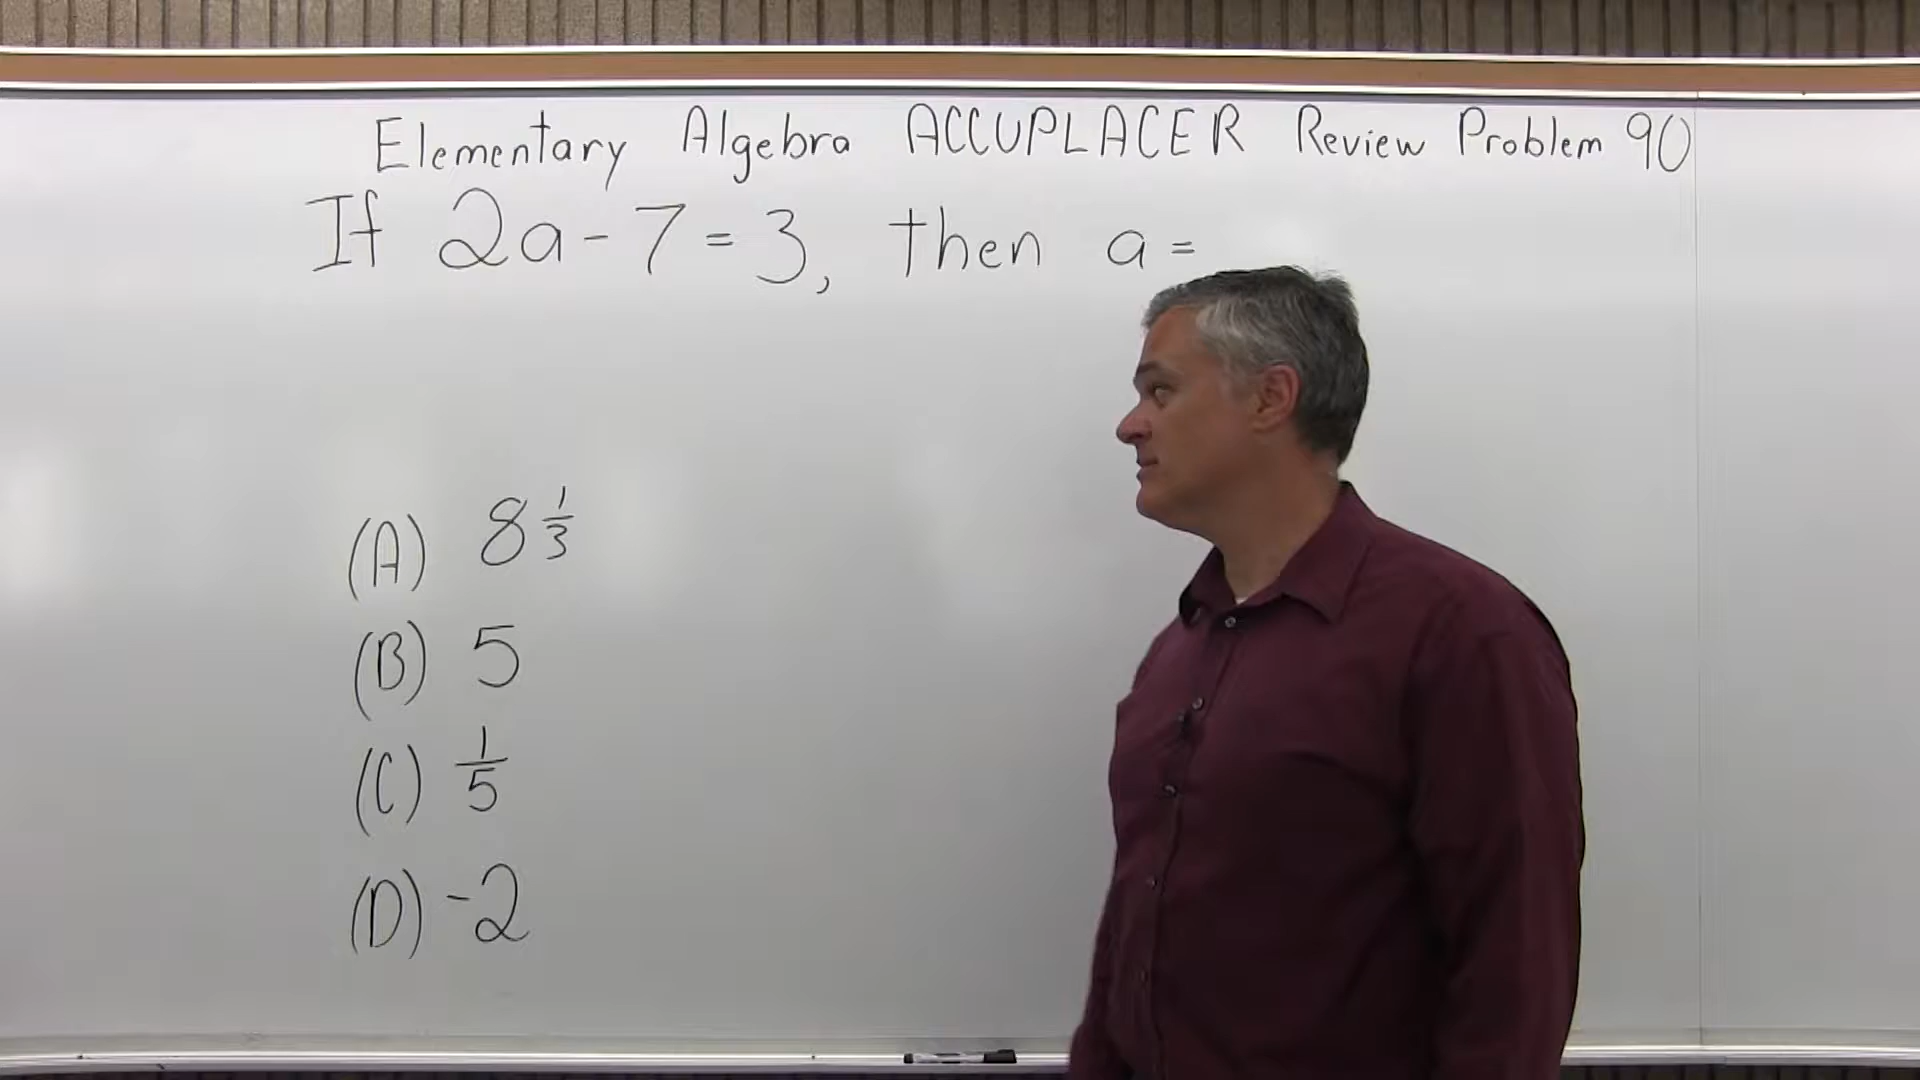 Elementary Algebra ACCUPLACER Review Problem 90
If 2a - 7 = 3, then a =
(A) 8 1/3
(B) 5
(C) 1/5
(D) -2